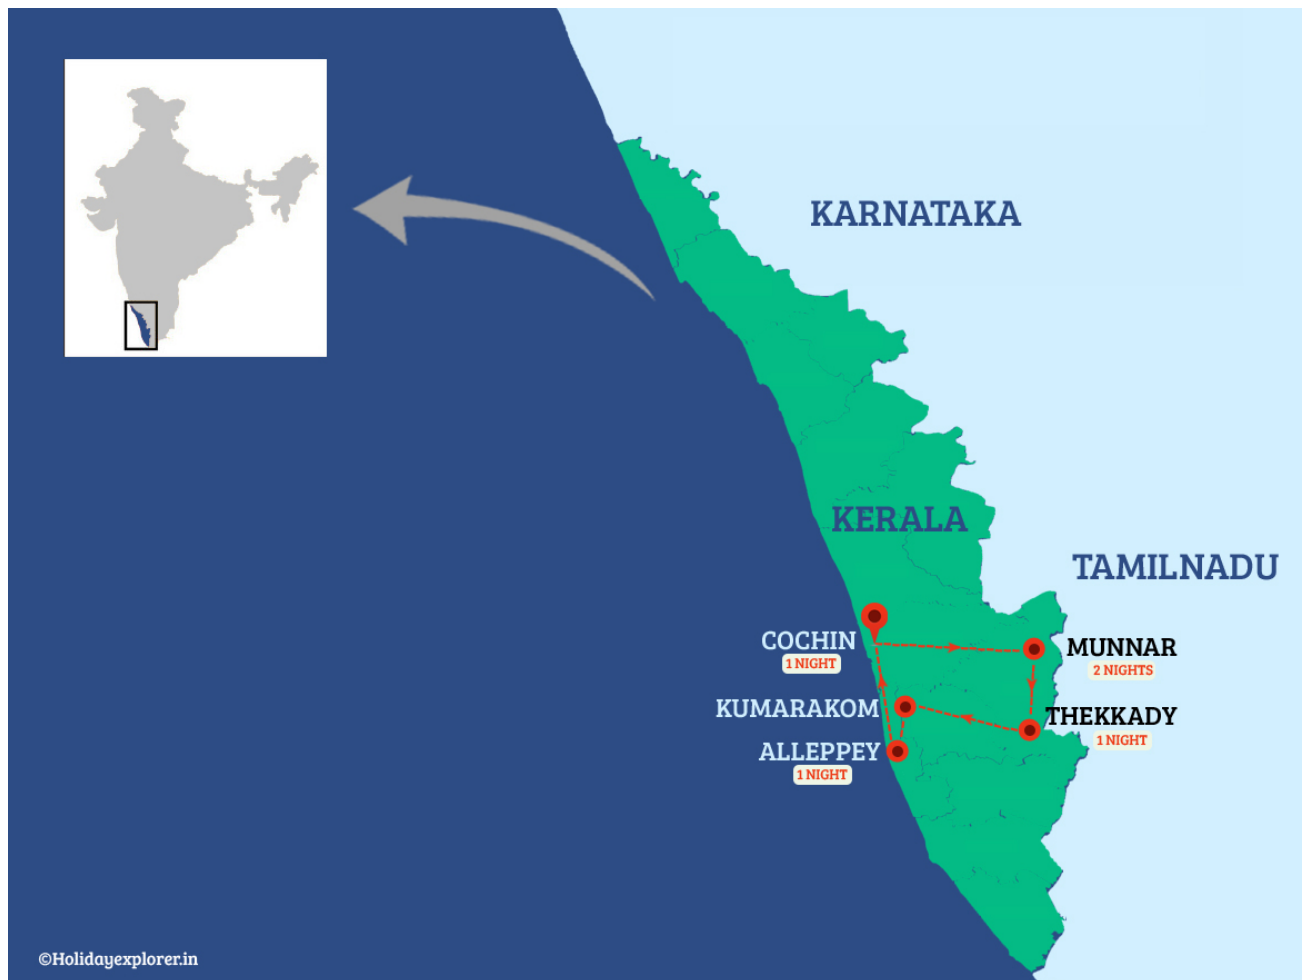 KARNATAKA
KERALA
TAMILNADU
COCHIN
1 NIGHT
MUNNAR
2 NIGHTS
KUMARAKOM
THEKKADY
1 NIGHT
ALLEPPEY
1 NIGHT
©Holidayexplorer.in